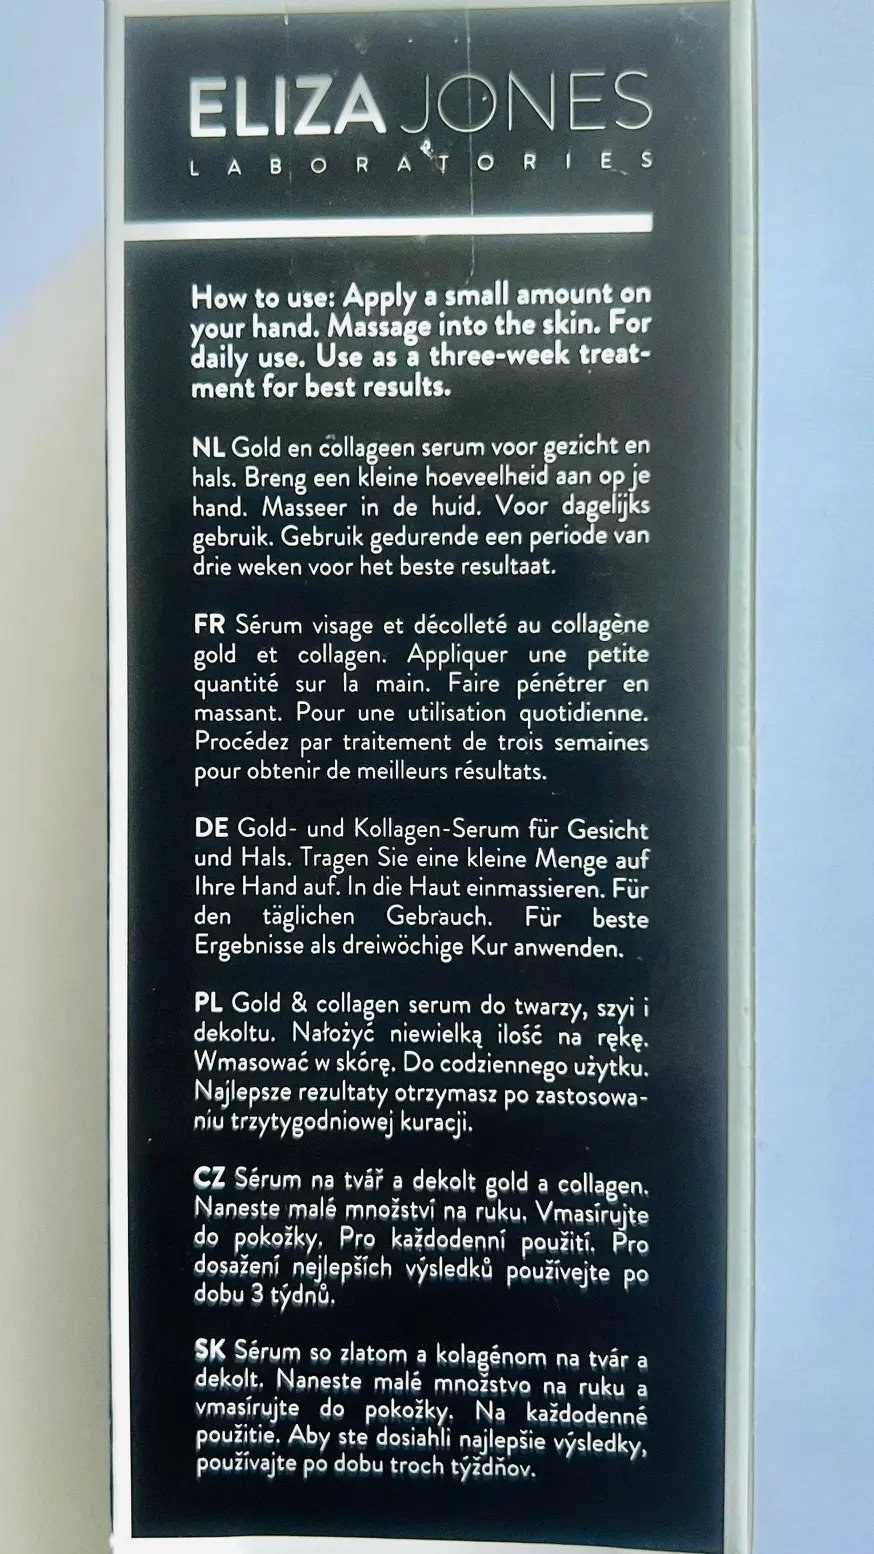 ELIZA JONES
LABORATORIES
How to use: Apply a small amount on
your hand. Massage into the skin. For
daily use. Use as a three-week treat-
ment for best results.
NL Gold en collageen serum voor gezicht en
hals. Breng een kleine hoeveelheid aan op je
hand. Masseer in de huid. Voor dagelijks
gebruik. Gebruik gedurende een periode van
drie weken voor het beste resultaat.
FR Sérum visage et décolleté au collagène
gold et collagen. Appliquer une petite
quantité sur la main. Faire pénétrer en
massant. Pour une utilisation quotidienne.
Procédez par traitement de trois semaines
pour obtenir de meilleurs résultats.
DE Gold- und Kollagen-Serum für Gesicht
und Hals. Tragen Sie eine kleine Menge auf
Ihre Hand auf. In die Haut einmassieren. Für
den täglichen Gebrauch. Für beste
Ergebnisse als dreiwöchige Kur anwenden.
PL Gold & collagen serum do twarzy, szyi i
dekoltu. Nałożyć niewielką ilość na rękę.
Wmasować w skórę. Do codziennego użytku.
Najlepsze rezultaty otrzymasz po zastosowa-
niu trzytygodniowej kuracji.
CZ Sérum na tvář a dekolt gold a collagen.
Naneste malé množství na ruku. Vmasírujte
do pokožky. Pro každodenní použití. Pro
dosažení nejlepších výsledků používejte po
dobu 3 týdnů.
SK Sérum so zlatom a kolagénom na tvár a
dekolt. Naneste malé množstvo na ruku a
vmasírujte do pokožky. Na každodenné
použitie. Aby ste dosiahli najlepšie výsledky,
používajte po dobu troch týždňov.